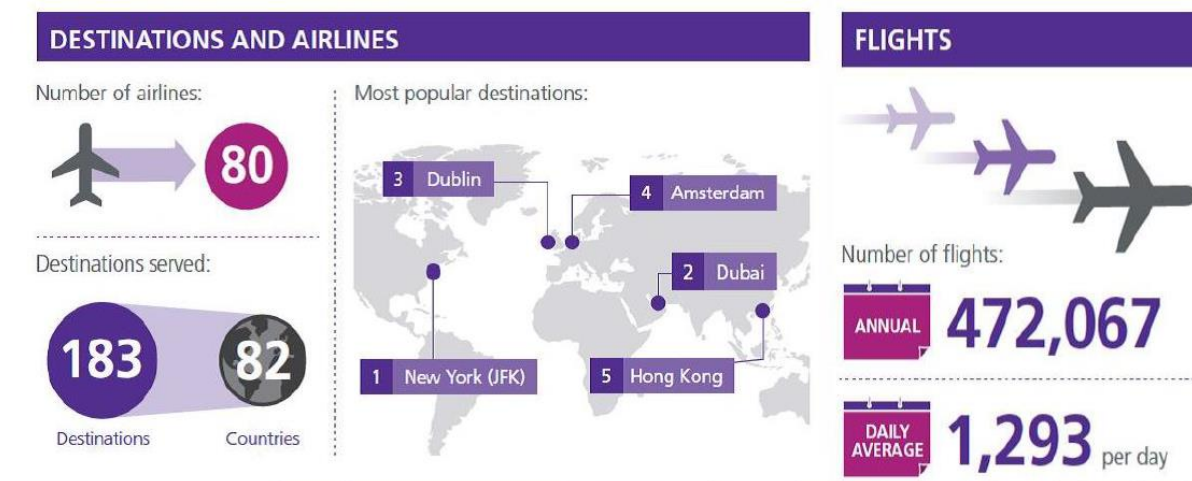 DESTINATIONS AND AIRLINES
Number of airlines:
80
Destinations served:
183
82
Destinations
Countries
Most popular destinations:
3 Dublin
4 Amsterdam
2 Dubai
1 New York (JFK)
5 Hong Kong
FLIGHTS
Number of flights:
ANNUAL
472,067
DAILY
AVERAGE
1,293 per day